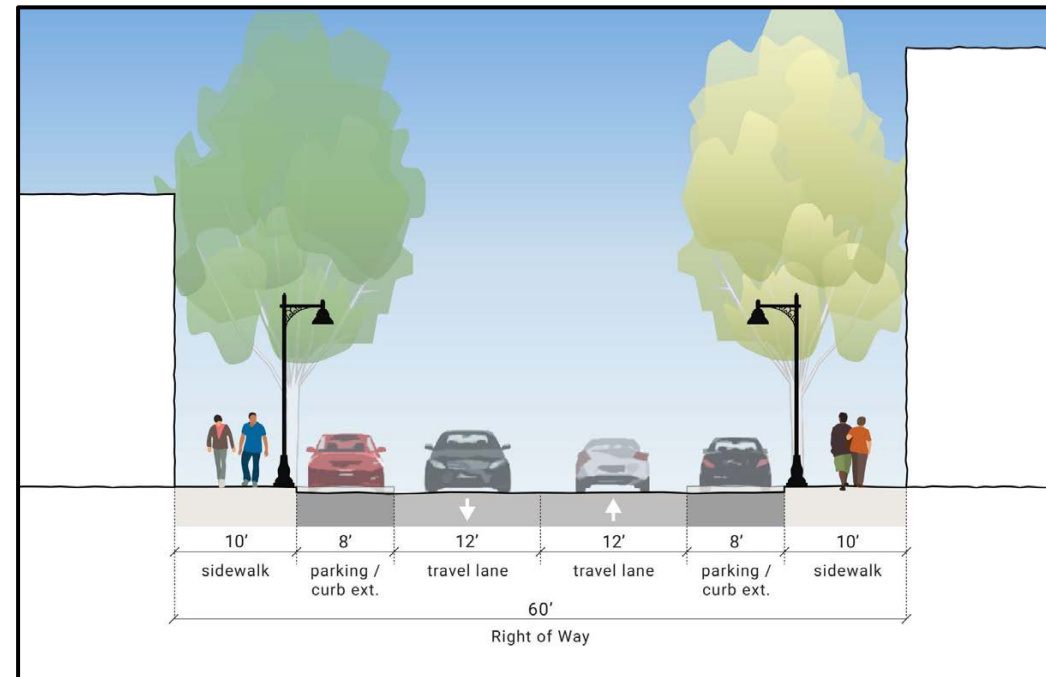 10’ 8’ 12’ 12’ 8’ 10’
sidewalk parking / travel lane travel lane parking / sidewalk
curb ext. curb ext.
60’
Right of Way